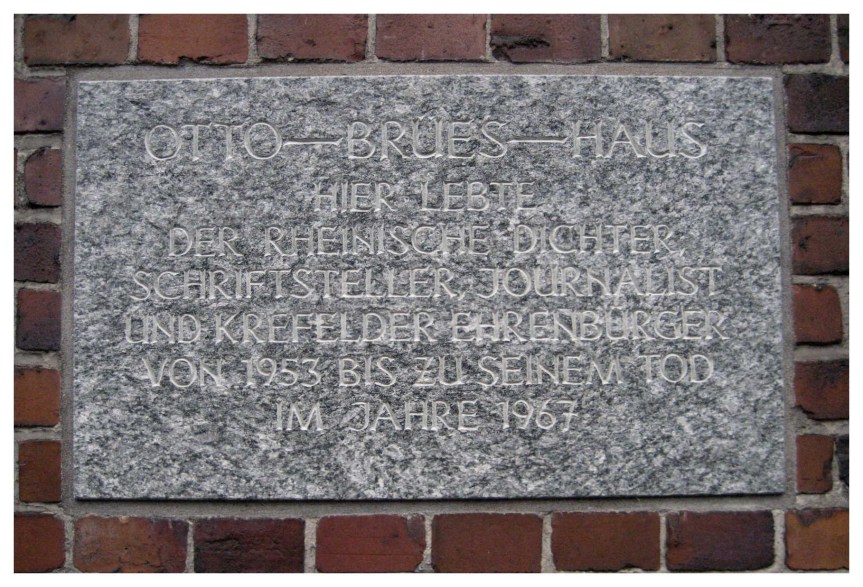 OTTO—BRUES—HAUS
HIER LEBTE
DER RHEINISCHE DICHTER,
SCHRIFTSTELLER, JOURNALIST
UND KREFELDER EHRENBÜRGER
VON 1953 BIS ZU SEINEM TOD
IM JAHRE 1967